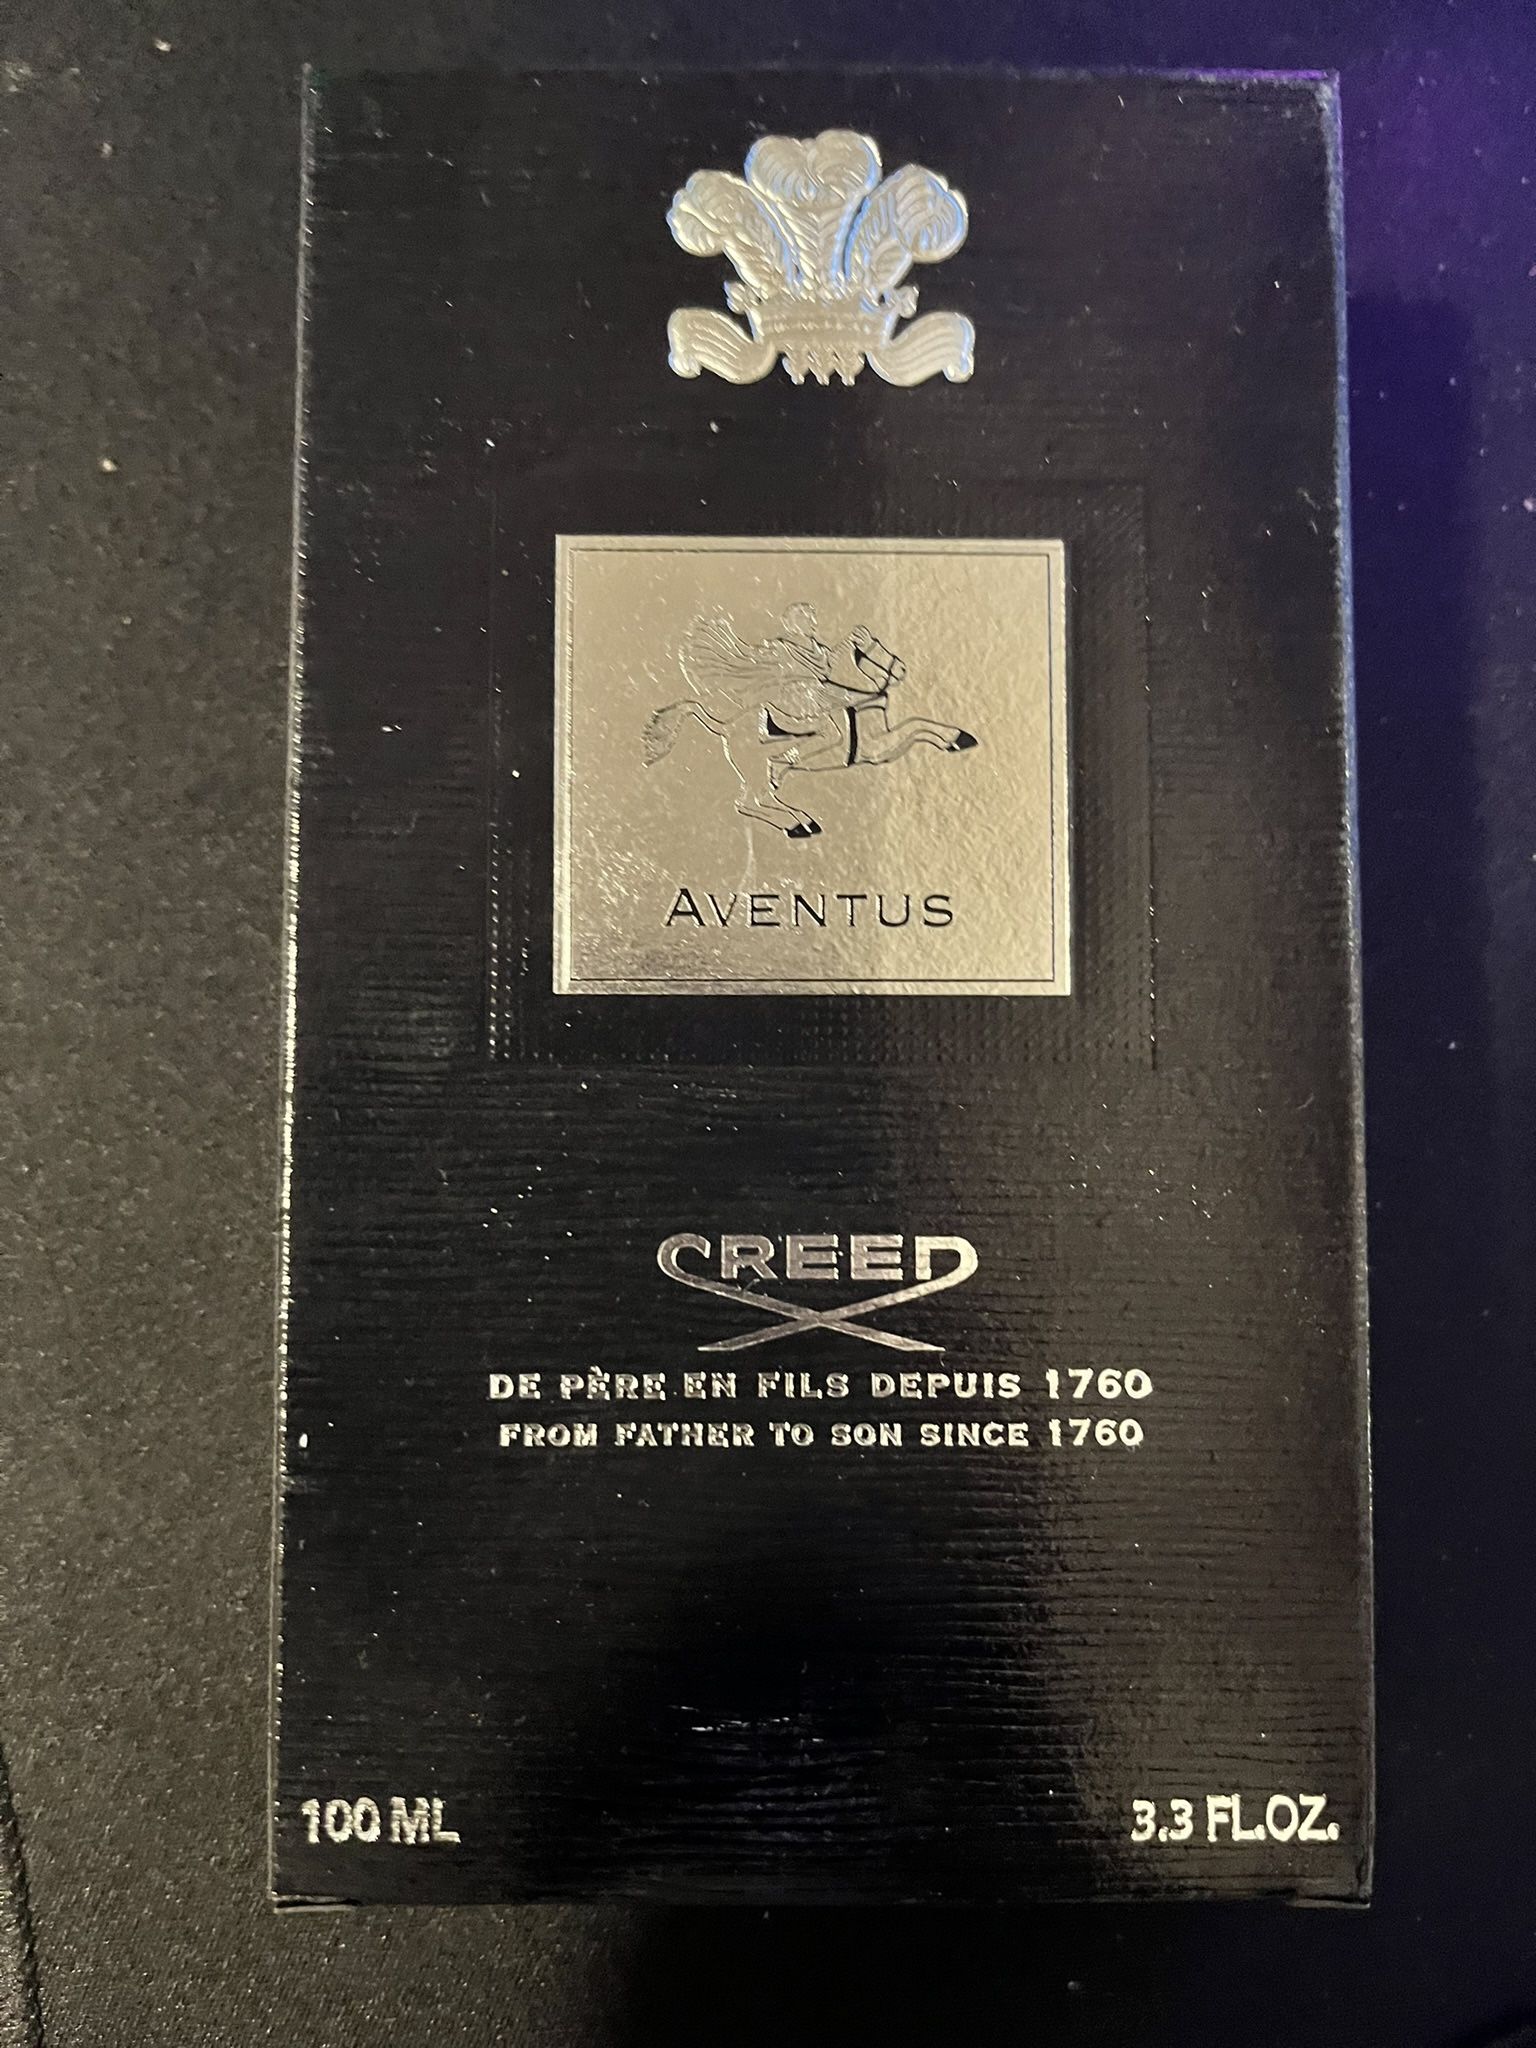 AVENTUS
CREED
DE PÈRE EN FILS DEPUIS 1760
FROM FATHER TO SON SINCE 1760
100 ML
3.3 FL.OZ.